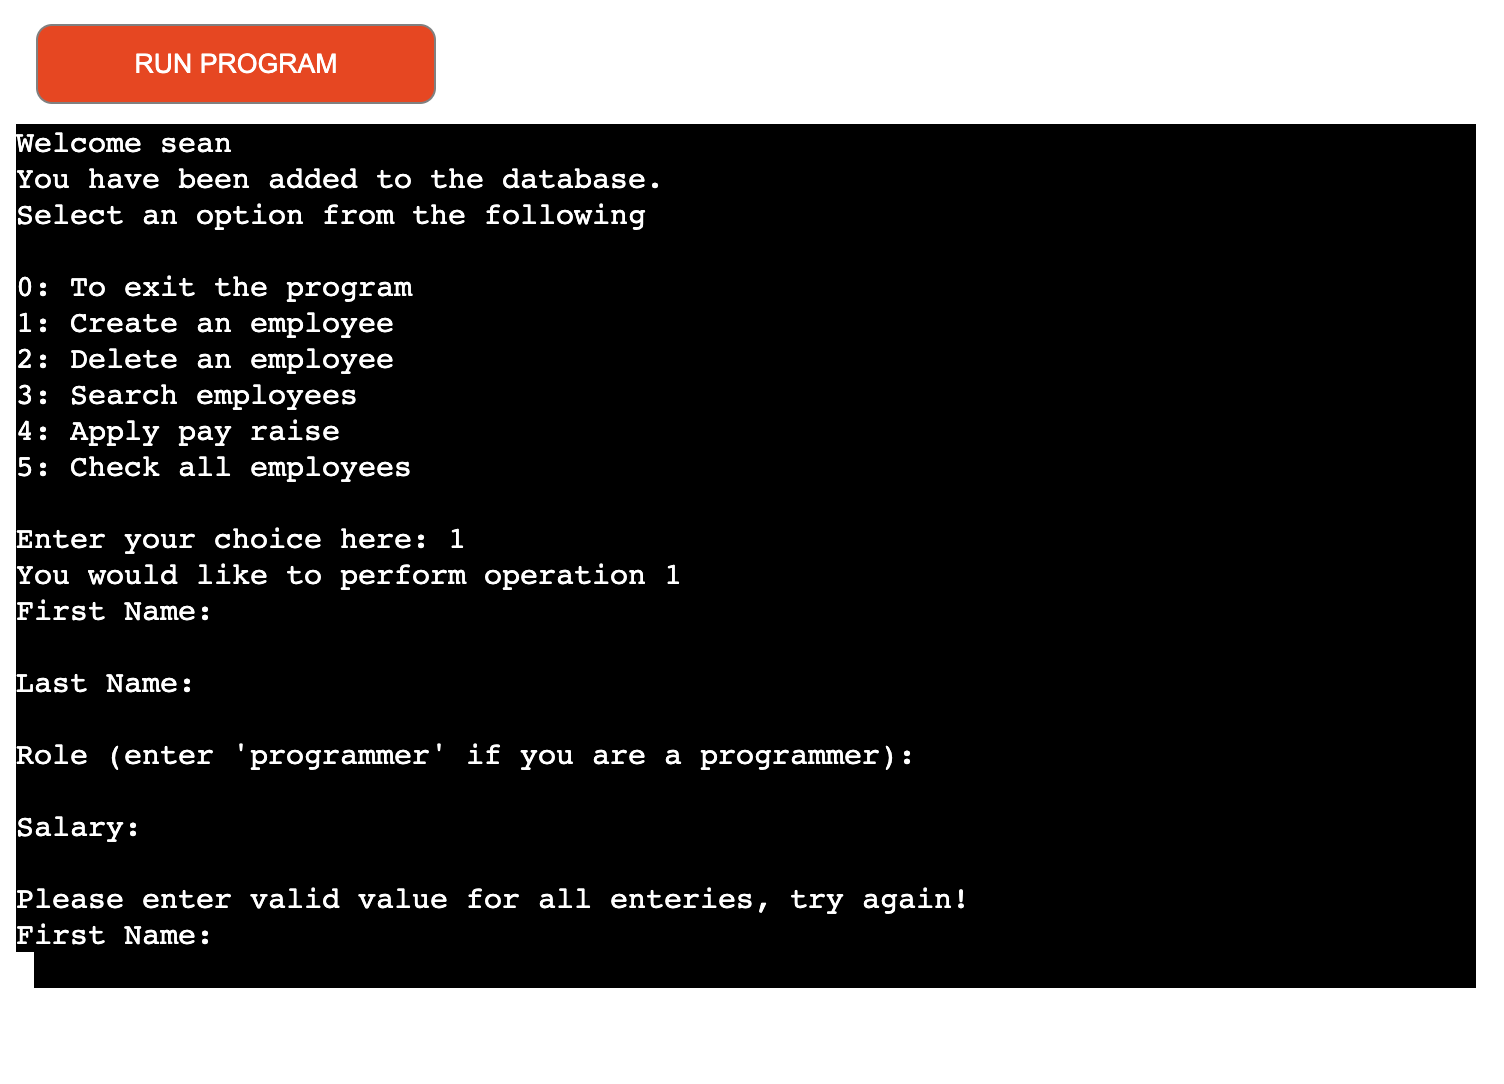 RUN PROGRAM
Welcome sean
You have been added to the database.
Select an option from the following
0: To exit the program
1: Create an employee
2: Delete an employee
3: Search employees
4: Apply pay raise
5: Check all employees
Enter your choice here: 1
You would like to perform operation 1
First Name:
Last Name:
Role (enter 'programmer' if you are a programmer):
Salary:
Please enter valid value for all enteries, try again!
First Name: